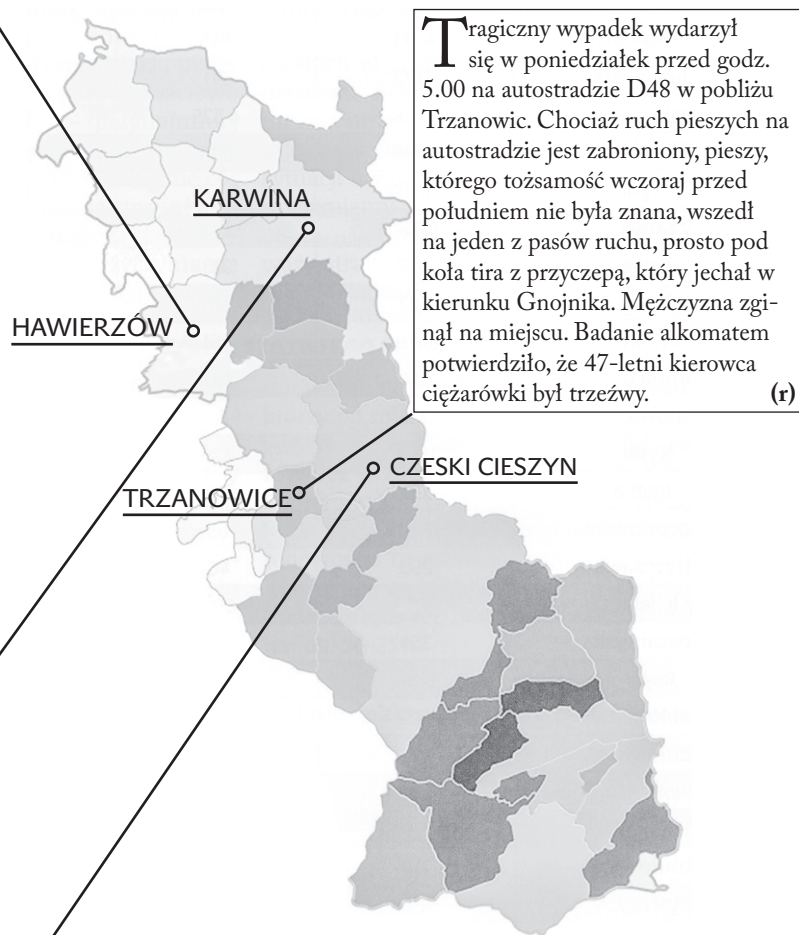 Tragiczny wypadek wydarzył
się w poniedziałek przed godz.
5.00 na autostradzie D48 w pobliżu
Trzanowic. Chociaż ruch pieszych na
autostradzie jest zabroniony, pieszy,
którego tożsamość wczoraj przed
południem nie była znana, wszedł
na jeden z pasów ruchu, prosto pod
koła tira z przyczepą, który jechał w
kierunku Gnojnika. Mężczyzna zgi-
nął na miejscu. Badanie alkomatem
potwierdziło, że 47-letni kierowca
ciężarówki był trzeźwy. (r)
KARWINA
HAWIERZÓW
CZESKI CIESZYN
TRZANOWICE